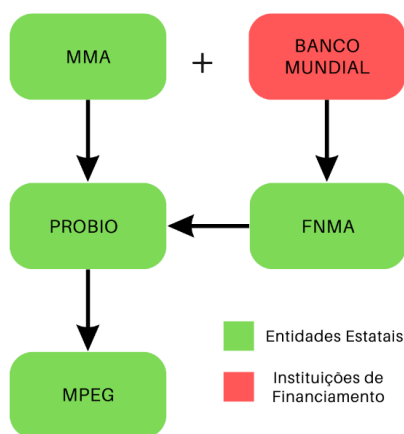 MMA
+
BANCO
MUNDIAL
PROBIO
FNMA
MPEG
Entidades Estatais
Instituições de
Financiamento